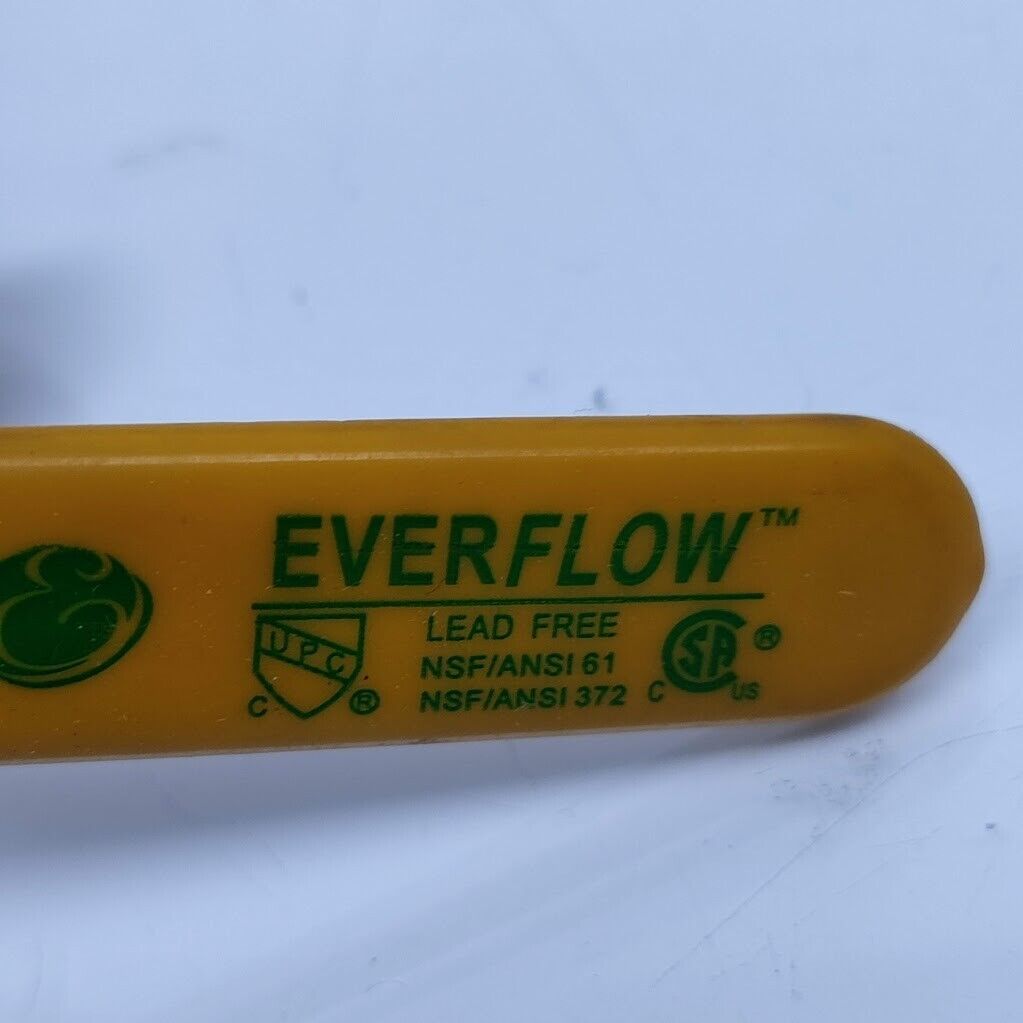 EVERFLOW™
LEAD FREE
UPC
C ®
NSF/ANSI 61
NSF/ANSI 372
C SA US ®